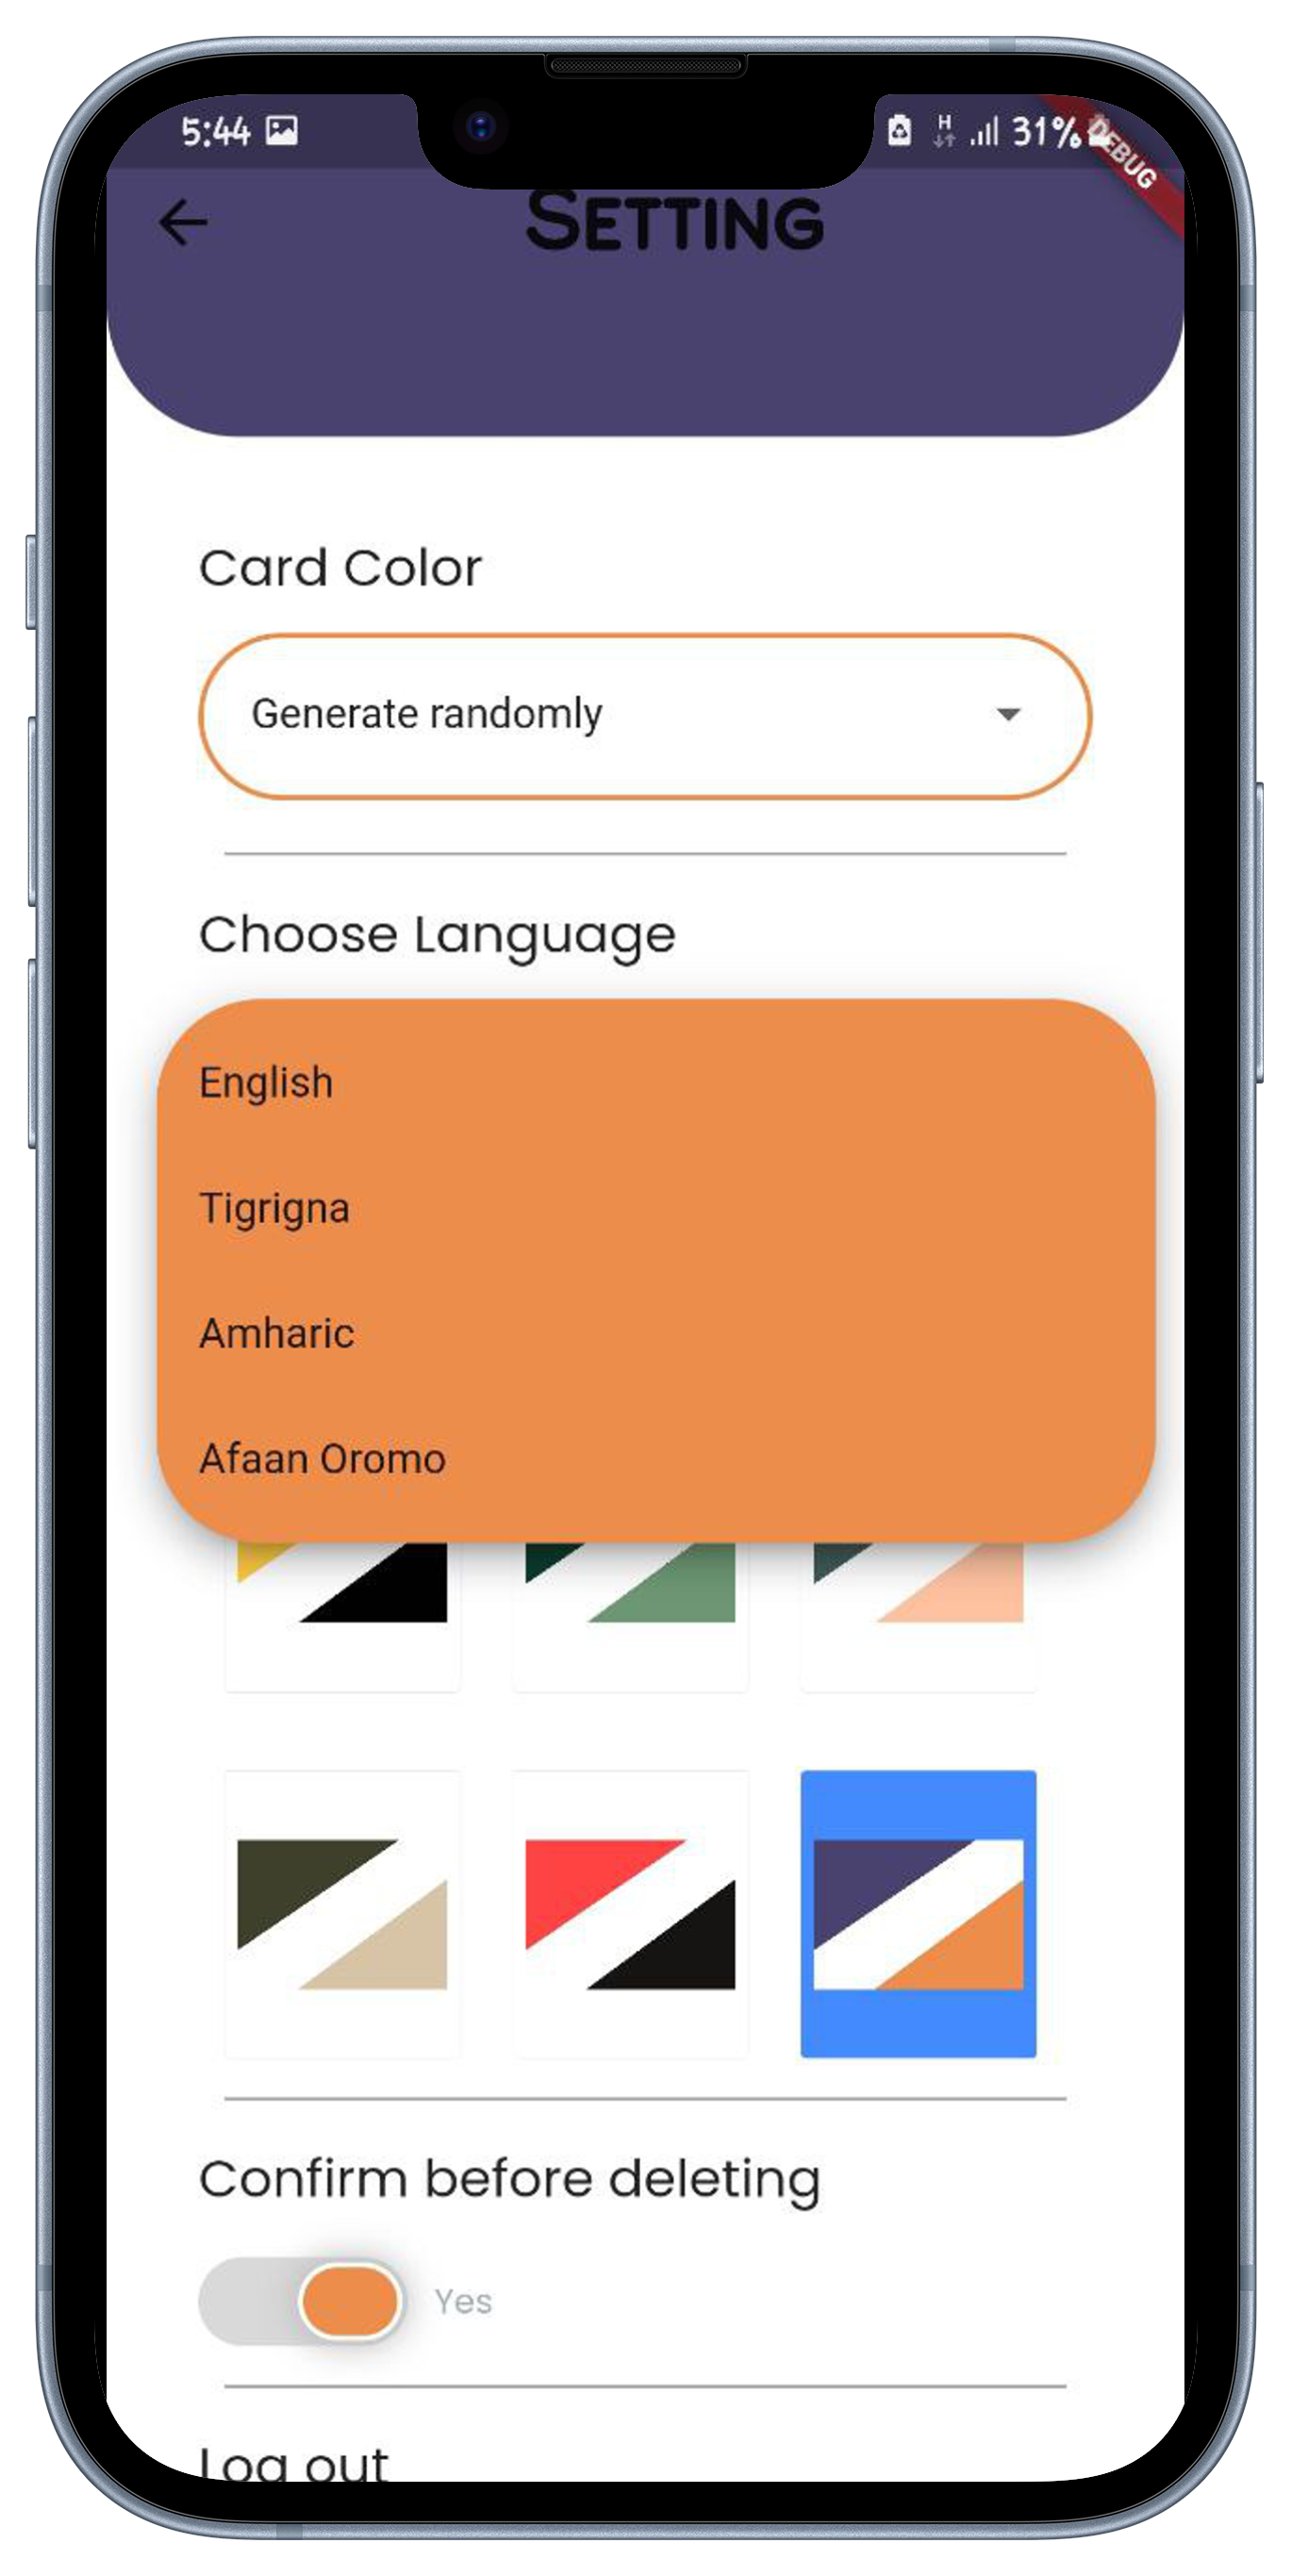 5:44 H 31% DEBUG
SETTING
Card Color
Generate randomly
Choose Language
English
Tigrigna
Amharic
Afaan Oromo
Confirm before deleting
Yes
Log out